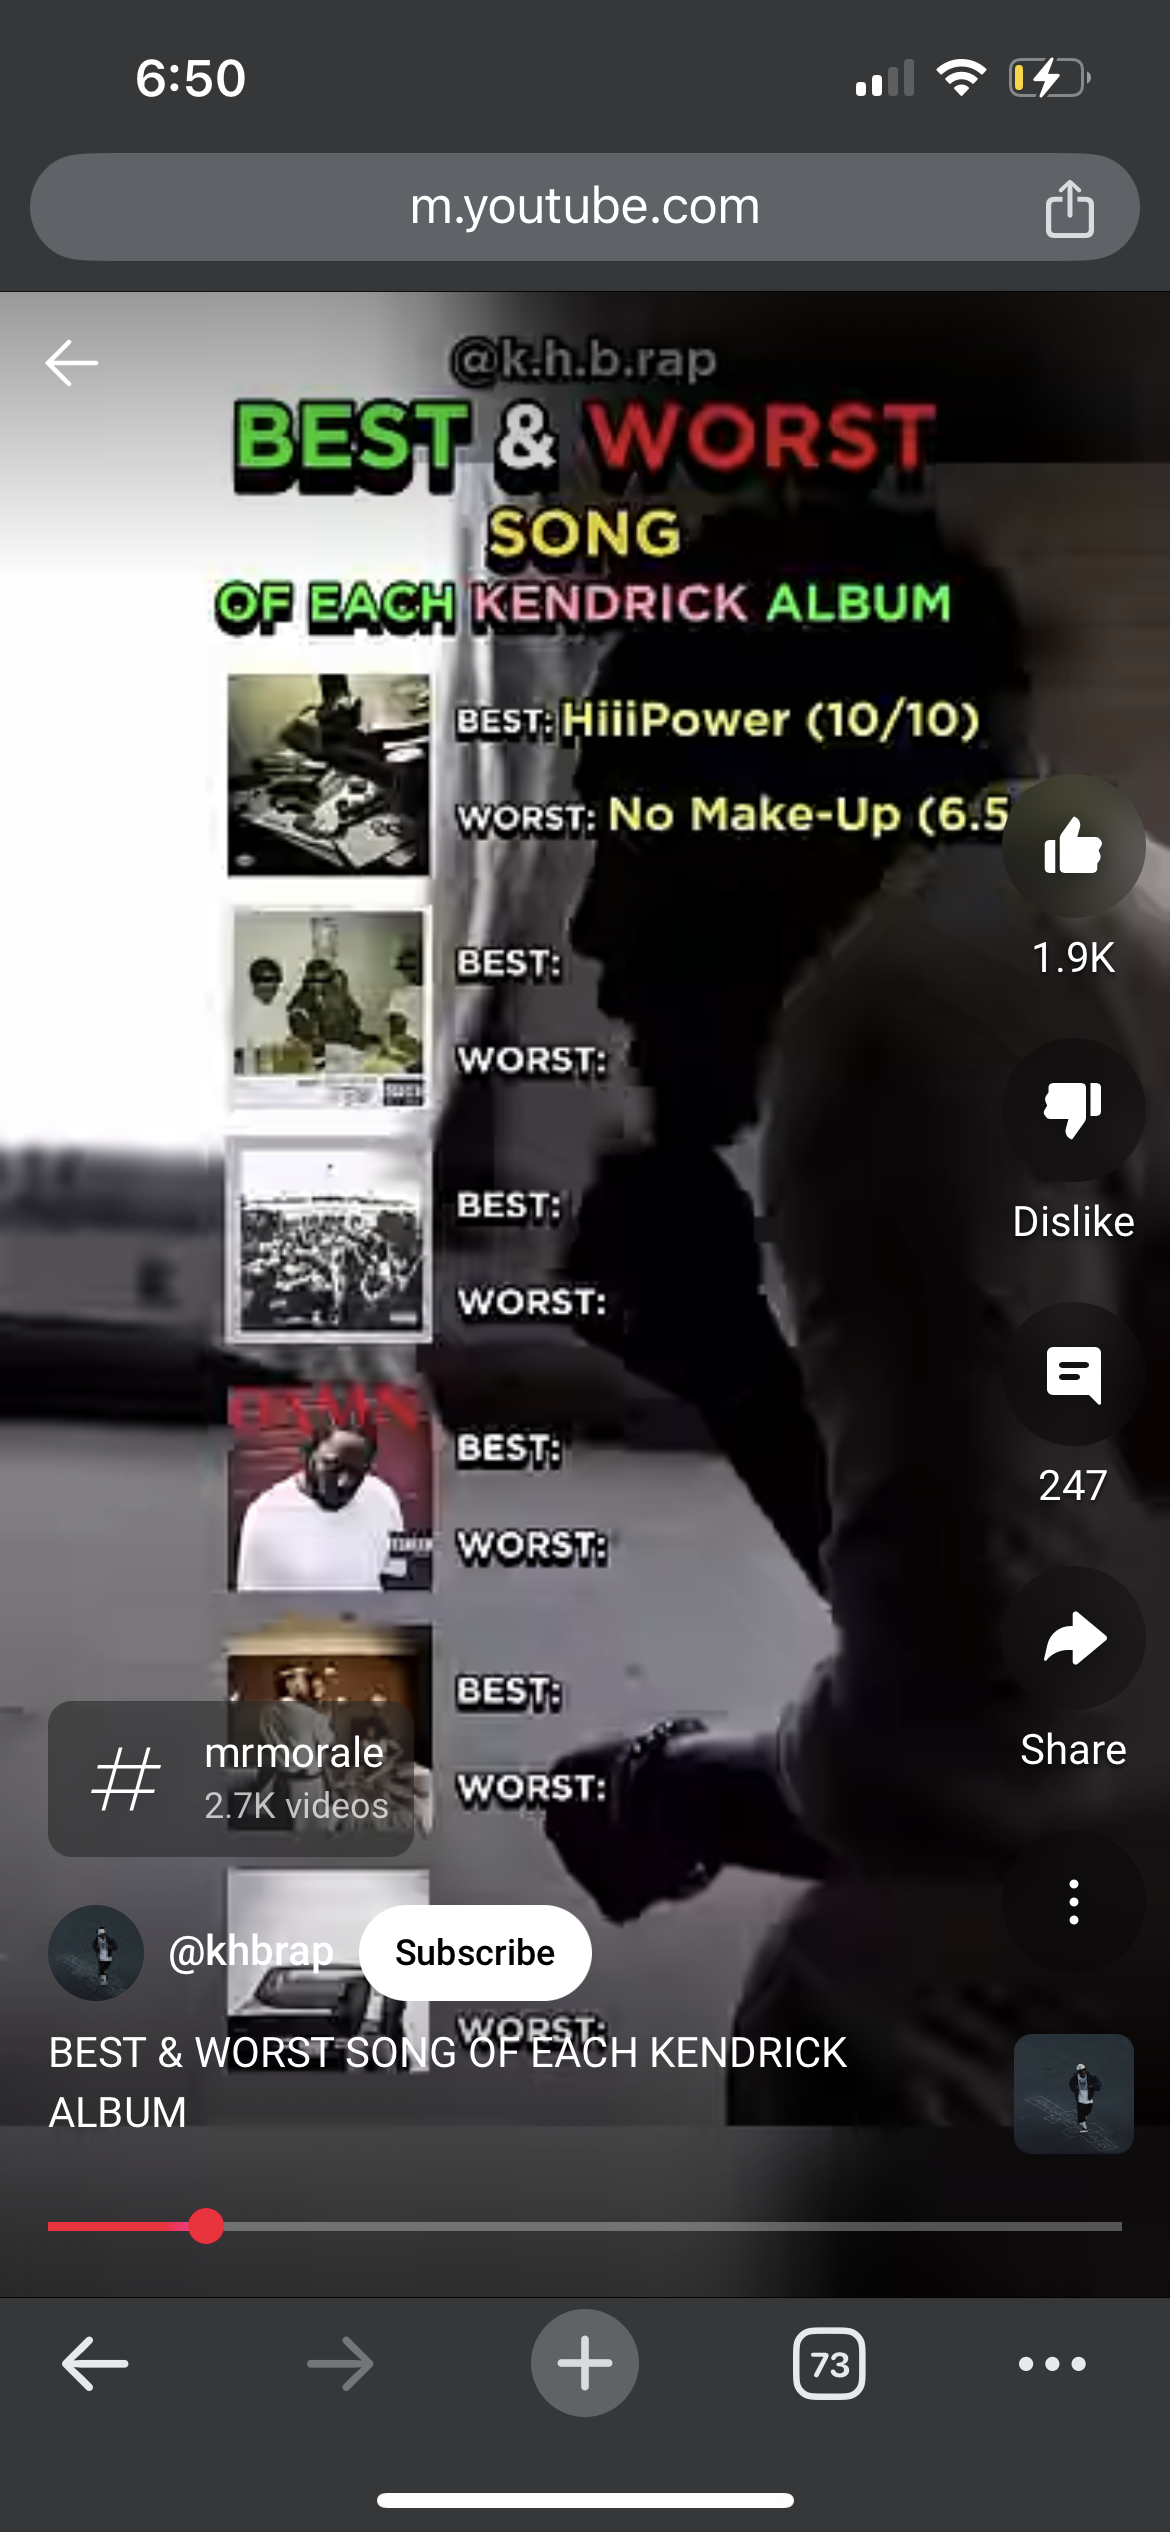 6:50
m.youtube.com
@k.h.b.rap
BEST & WORST
SONG
OF EACH KENDRICK ALBUM
BEST: HiiiPower (10/10)
WORST: No Make-Up (6.5
1.9K
BEST:
WORST:
Dislike
BEST:
WORST:
DAMN
BEST:
247
WORST:
BEST:
mrmorale
2.7K videos
WORST:
Share
@khbrap
Subscribe
WORST:
BEST & WORST SONG OF EACH KENDRICK
ALBUM
73